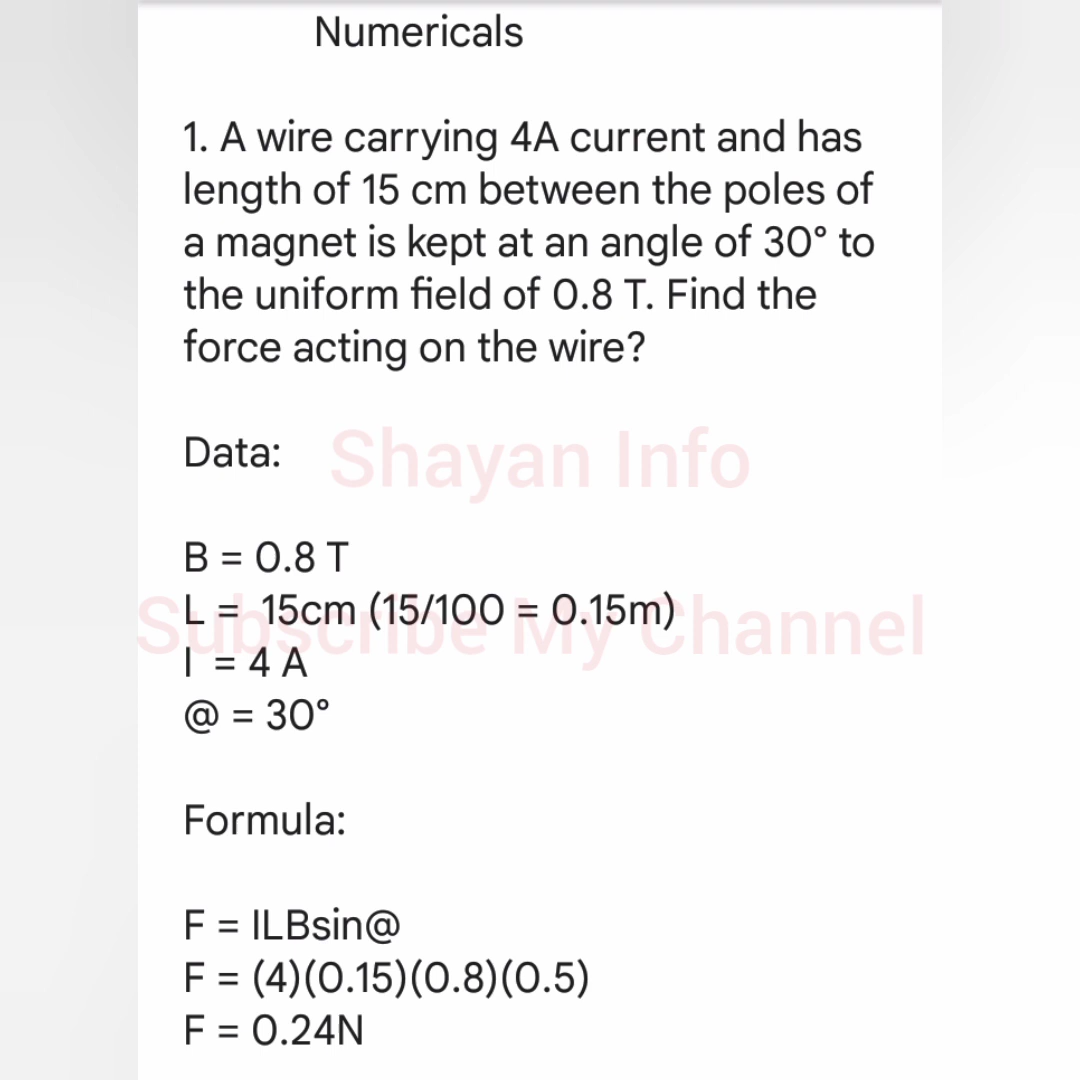 Numericals
1. A wire carrying 4A current and has
length of 15 cm between the poles of
a magnet is kept at an angle of 30° to
the uniform field of 0.8 T. Find the
force acting on the wire?
Data:
Shayan Info
B = 0.8 T
L = 15cm (15/100 = 0.15m)
Subscribe My Channel
I = 4 A
@ = 30°
Formula:
F = ILBsin@
F = (4)(0.15)(0.8)(0.5)
F = 0.24N